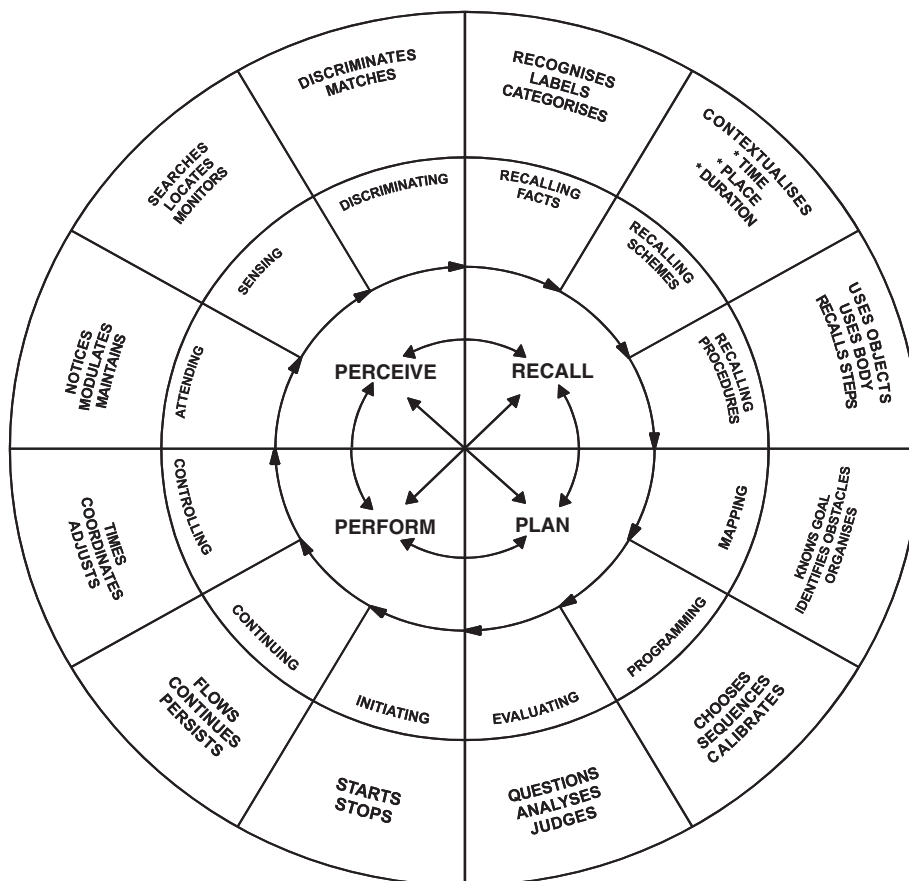 PERCEIVE
RECALL
PLAN
PERFORM
ATTENDING
SENSING
DISCRIMINATING
RECALLING
FACTS
RECALLING
SCHEMES
RECALLING
PROCEDURES
MAPPING
PROGRAMMING
EVALUATING
INITIATING
CONTINUING
CONTROLLING
NOTICES
MODULATES
MAINTAINS
SEARCHES
LOCATES
MONITORS
DISCRIMINATES
MATCHES
RECOGNISES
LABELS
CATEGORISES
CONTEXTUALISES
* TIME
* PLACE
* DURATION
USES OBJECTS
USES BODY
RECALLS STEPS
KNOWS GOAL
IDENTIFIES OBSTACLES
ORGANISES
CHOOSES
SEQUENCES
CALIBRATES
QUESTIONS
ANALYSES
JUDGES
STARTS
STOPS
FLOWS
CONTINUES
PERSISTS
TIMES
COORDINATES
ADJUSTS